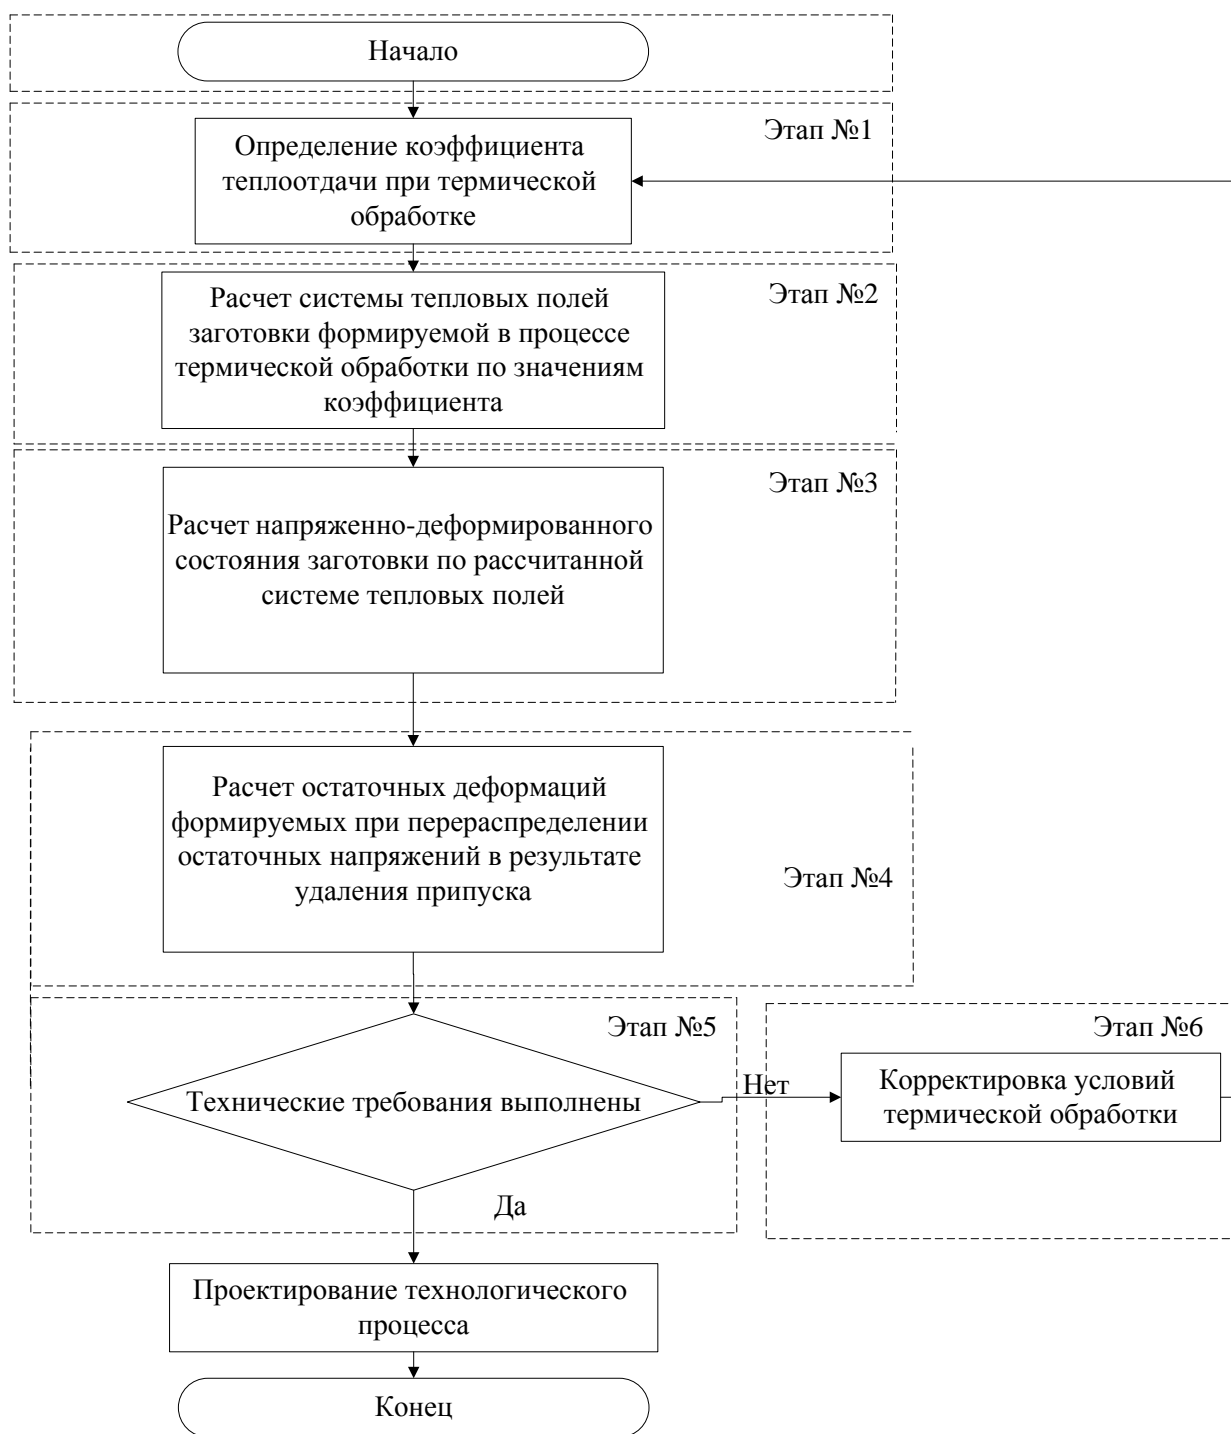 Начало
Этап №1
Определение коэффициента
теплоотдачи при термической
обработке
Этап №2
Расчет системы тепловых полей
заготовки формируемой в процессе
термической обработки по значениям
коэффициента
Этап №3
Расчет напряженно-деформированного
состояния заготовки по рассчитанной
системе тепловых полей
Расчет остаточных деформаций
формируемых при перераспределении
остаточных напряжений в результате
удаления припуска
Этап №4
Этап №5
Технические требования выполнены
Нет
Этап №6
Корректировка условий
термической обработки
Да
Проектирование технологического
процесса
Конец